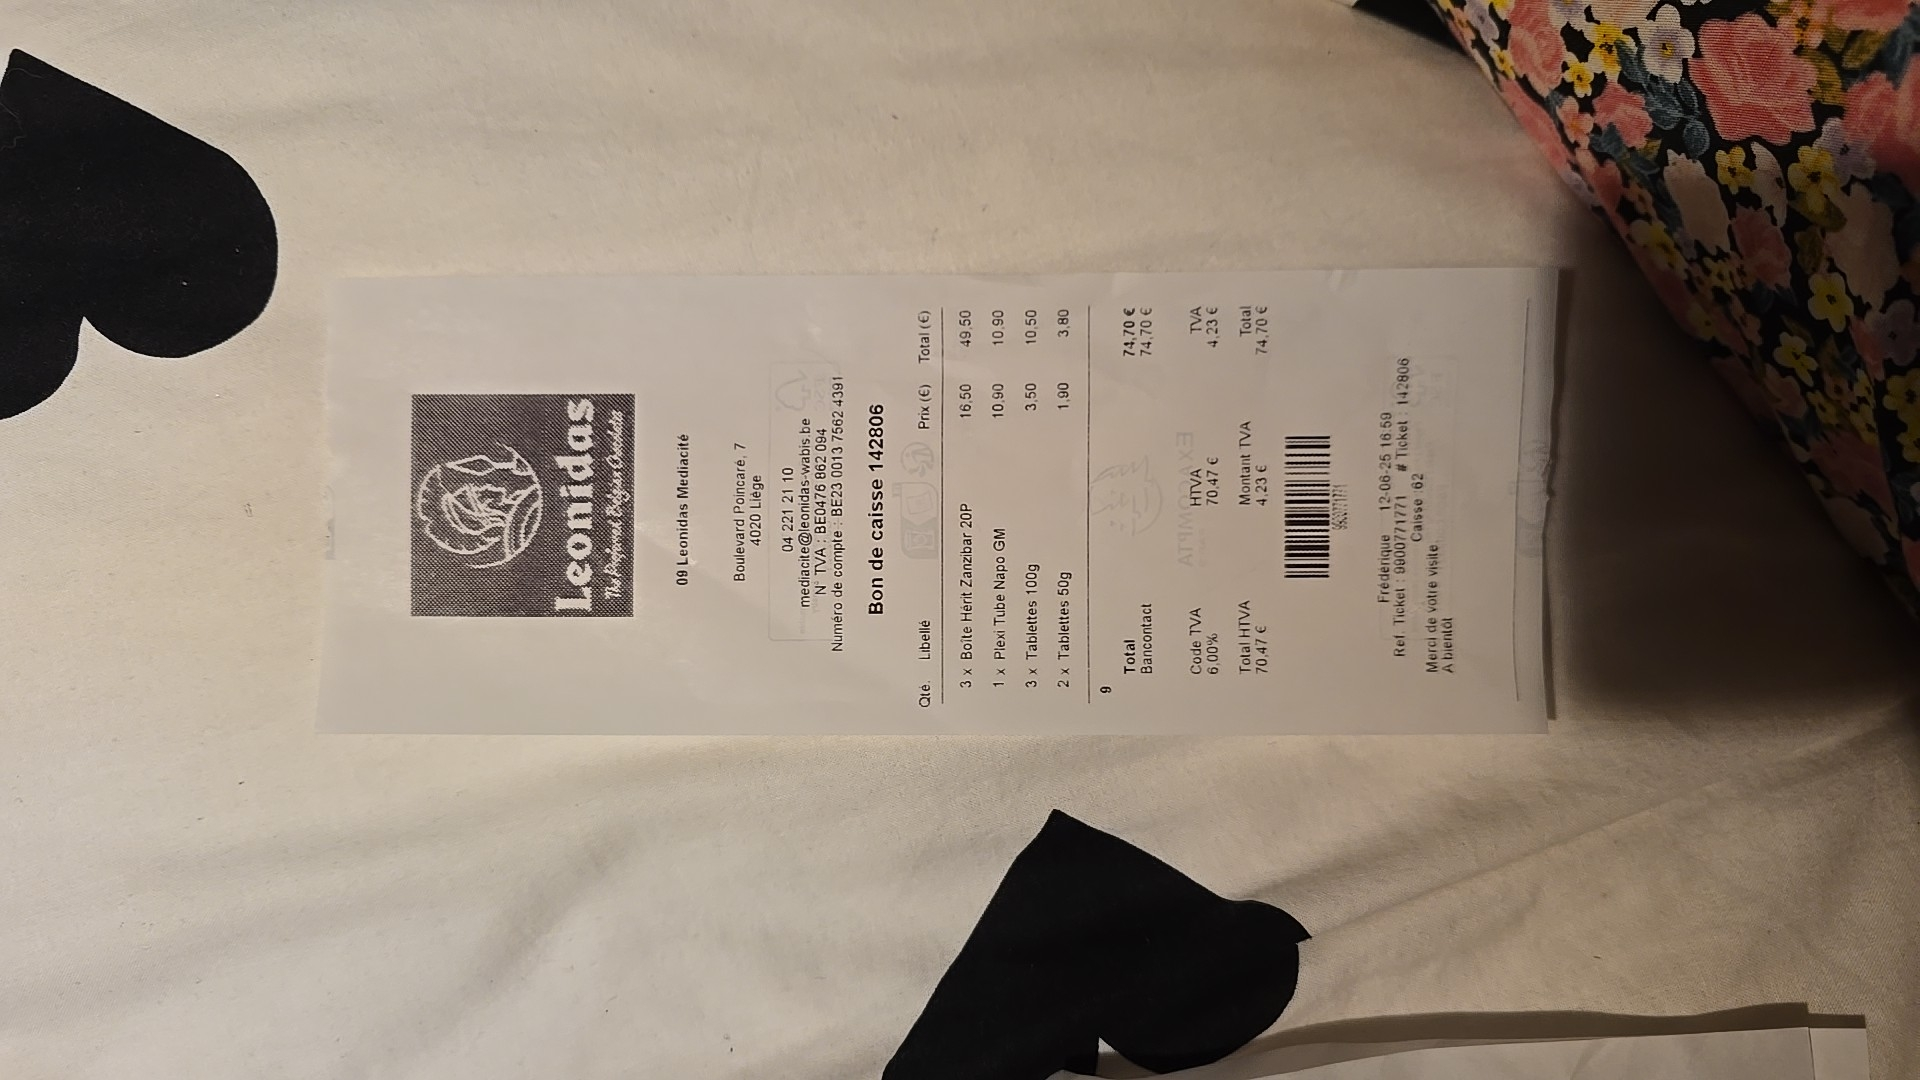 Leonidas
The Preferred Belgian Chocolate
09 Leonidas Mediacité
Boulevard Poincaré, 7
4020 Liège
04 221 21 10
mediacite@leonidas-wabis.be
N° TVA : BE0476 862 094
Numéro de compte : BE23 0013 7562 4391
Bon de caisse 142806
Qté. Libellé Prix (€) Total (€)
3 x Boîte Hérit Zanzibar 20P 16,50 49,50
1 x Plexi Tube Napo GM 10,90 10,90
3 x Tablettes 100g 3,50 10,50
2 x Tablettes 50g 1,90 3,80
9
Total 74,70 €
Bancontact 74,70 €
Code TVA HTVA TVA
6,00% 70,47 € 4,23 €
Total HTVA Montant TVA Total
70,47 € 4,23 € 74,70 €
9900771771
Frédérique 12-06-25 16:59
Ref. Ticket : 9900771771 # Ticket : 142806
Caisse :62
Merci de votre visite.
A bientôt